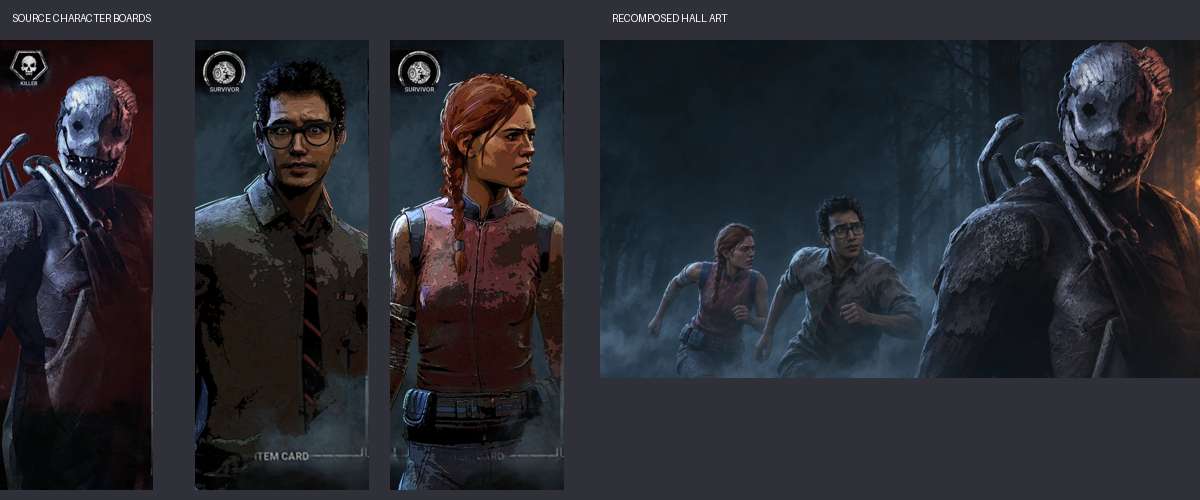 SOURCE CHARACTER BOARDS
RECOMPOSED HALL ART
KILLER
SURVIVOR
SURVIVOR
ITEM CARD